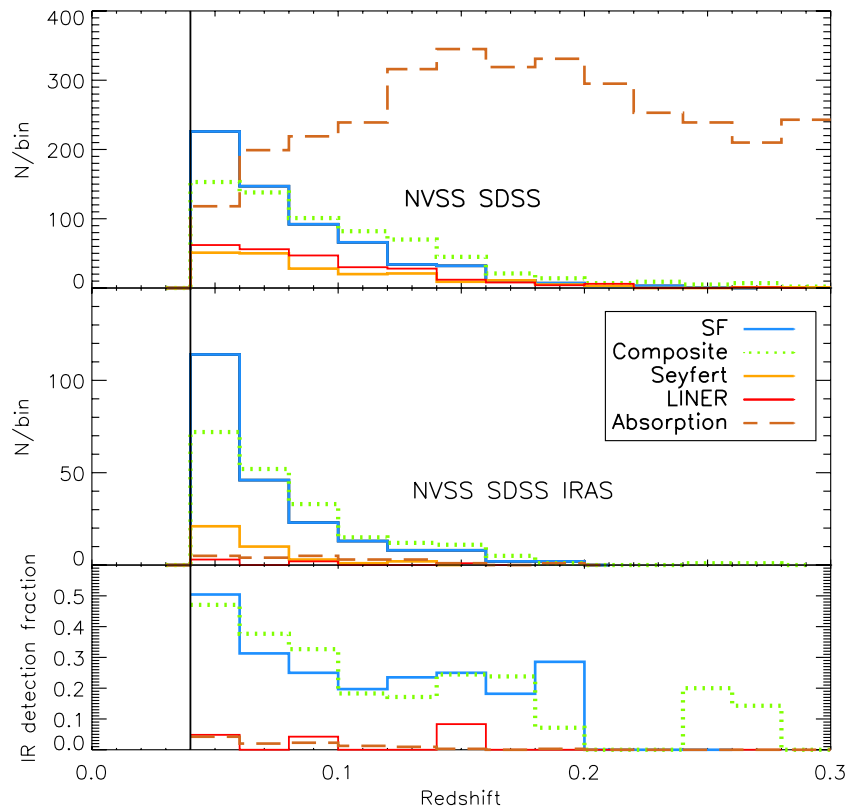 400
300
200
100
0
N/bin
NVSS SDSS
100
50
0
N/bin
SF
Composite
Seyfert
LINER
Absorption
NVSS SDSS IRAS
0.5
0.4
0.3
0.2
0.1
0.0
IR detection fraction
0.0 0.1 0.2 0.3
Redshift